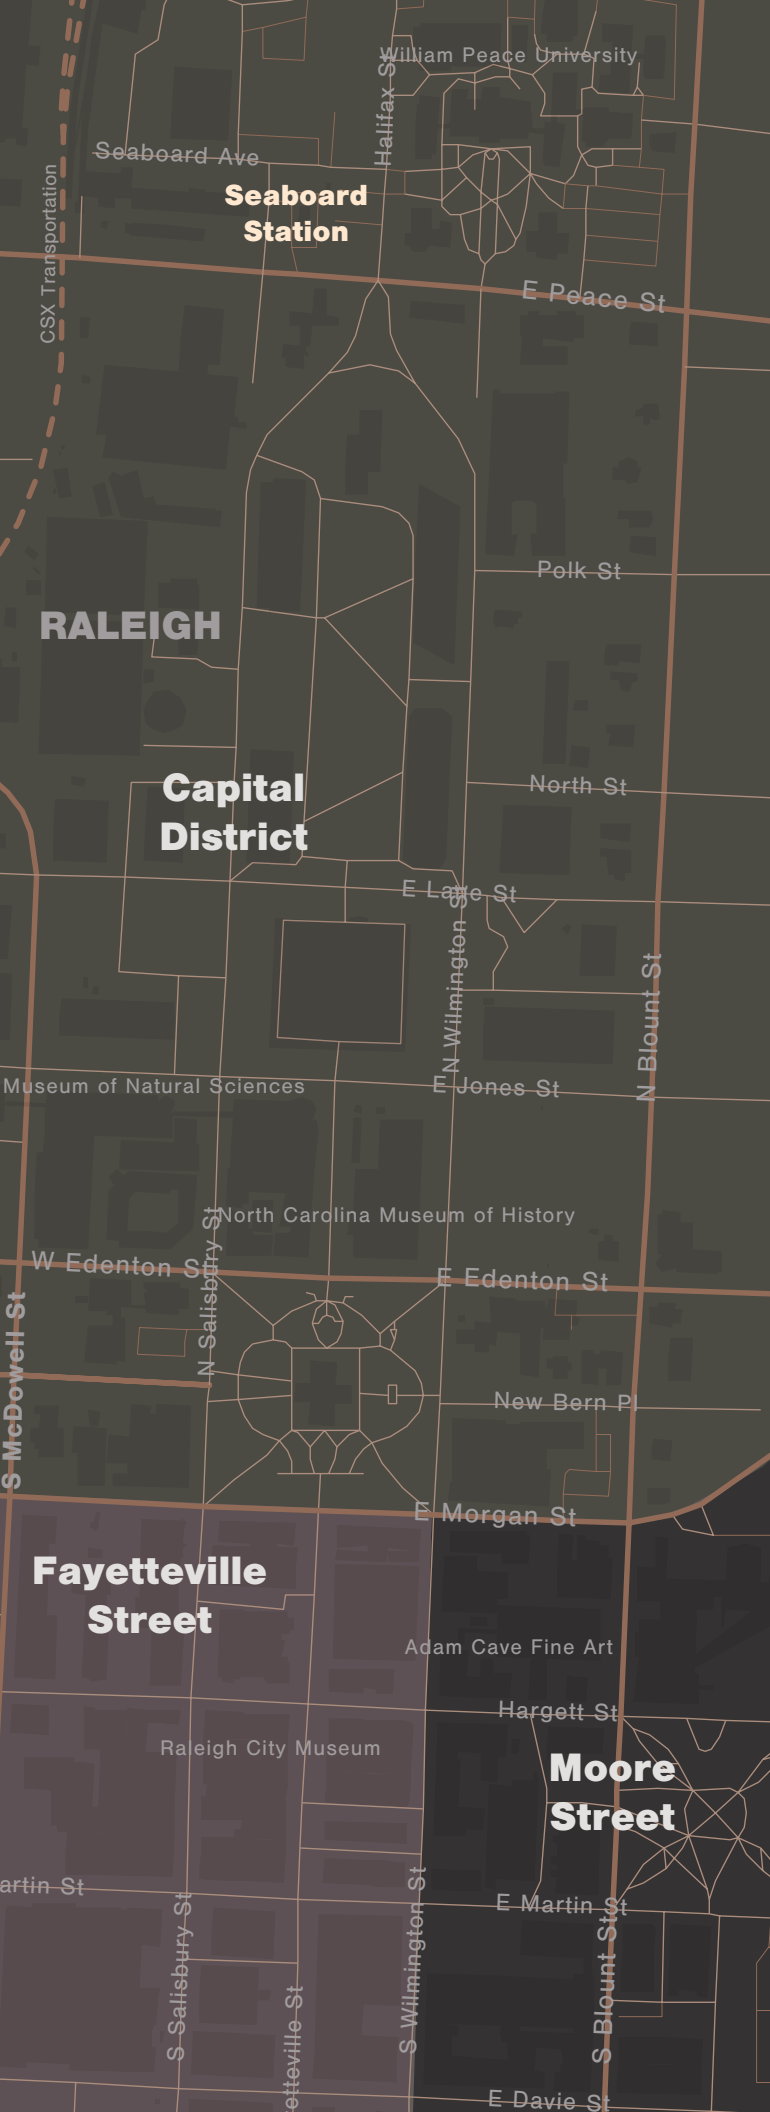 William Peace University
Halifax St
Seaboard Ave
Seaboard
Station
CSX Transportation
E Peace St
Polk St
RALEIGH
North St
Capital
District
E Lane St
N Wilmington St
N Blount St
Museum of Natural Sciences
E Jones St
North Carolina Museum of History
N Salisbury St
W Edenton St
E Edenton St
S McDowell St
New Bern Pl
E Morgan St
Fayetteville
Street
Adam Cave Fine Art
Hargett St
Raleigh City Museum
Moore
Street
artin St
E Martin St
S Salisbury St
S Wilmington St
S Blount St
etteville St
E Davie St